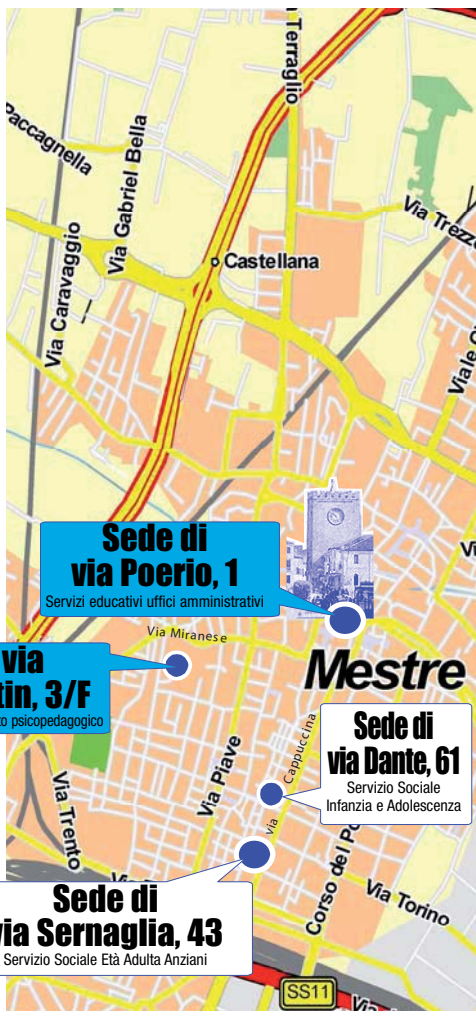 Terraglio
Paccagnella
Via Gabriel Bella
Via Trezz
Castellana
Via Caravaggio
Viale
Sede di
via Poerio, 1
Servizi educativi uffici amministrativi
Via Miranese
via
tin, 3/F
to psicopedagogico
Mestre
Sede di
via Dante, 61
Servizio Sociale
Infanzia e Adolescenza
via Cappuccina
Via Piave
Via Trento
Corso del Po
Via Torino
Sede di
via Sernaglia, 43
Servizio Sociale Età Adulta Anziani
SS11